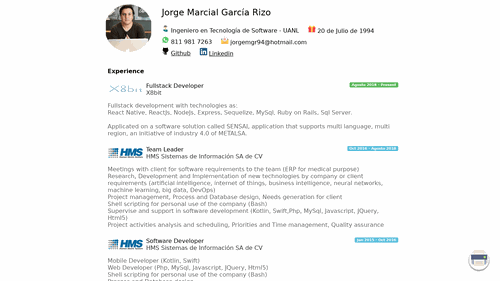 Jorge Marcial García Rizo
Ingeniero en Tecnología de Software - UANL
20 de Julio de 1994
811 981 7263
jorgemgr94@hotmail.com
Github
Linkedin
Experience
X8bit
Fullstack Developer
X8bit
Agosto 2018 - Present
Fullstack development with technologies as:
React Native, ReactJs, NodeJs, Express, Sequelize, MySql, Ruby on Rails, Sql Server.
Applicated on a software solution called SENSAI, application that supports multi language, multi
region, an initiative of industry 4.0 of METALSA.
HMS
Team Leader
HMS Sistemas de Información SA de CV
Meetings with client for software requirements to the team (ERP for medical purpose)
Research, Development and Implementation of new technologies by company or client
requirements (artificial intelligence, internet of things, business intelligence, neural networks,
machine learning, big data, DevOps)
Project management, Process and Database design, Needs generation for client
Shell scripting for personal use of the company (Bash)
Supervise and support in software development (Kotlin, Swift,Php, MySql, Javascript, JQuery,
Html5)
Project activities analysis and scheduling, Priorities and Time management, Quality assurance
HMS
Software Developer
HMS Sistemas de Información SA de CV
Mobile Developer (Kotlin, Swift)
Web Developer (Php, MySql, Javascript, JQuery, Html5)
Shell scripting for personal use of the company (Bash)
Process and Database design